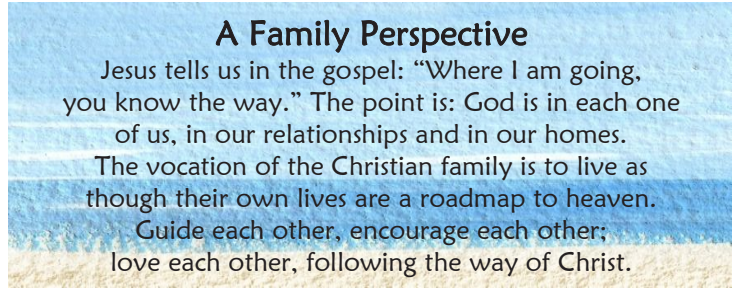 A Family Perspective
Jesus tells us in the gospel: “Where I am going,
you know the way.” The point is: God is in each one
of us, in our relationships and in our homes.
The vocation of the Christian family is to live as
though their own lives are a roadmap to heaven.
Guide each other, encourage each other;
love each other, following the way of Christ.